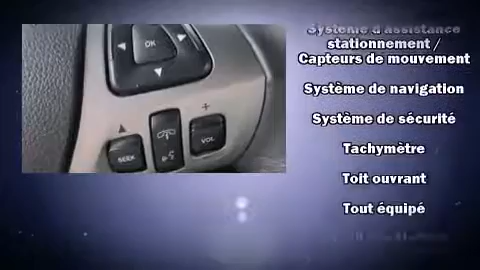 Système d'assistance
stationnement /
Capteurs de mouvement
Système de navigation
Système de sécurité
Tachymètre
Toit ouvrant
Tout équipé
OK
SEEK
VOL
+